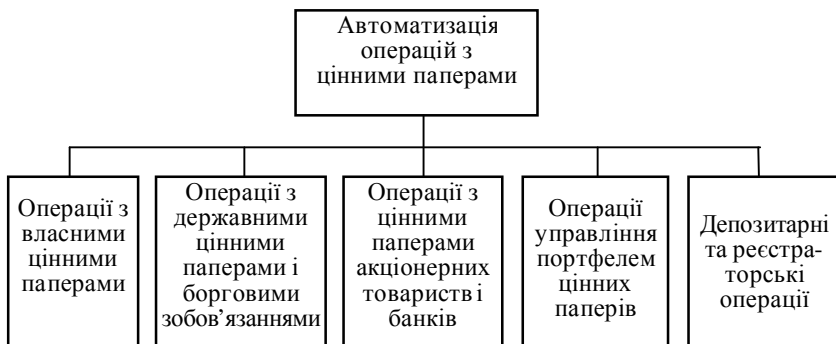 Автоматизація
операцій з
цінними паперами
Операції з
власними
цінними
паперами
Операції з
державними
цінними
паперами і
борговими
зобов’язаннями
Операції з
цінними
паперами
акціонерних
товариств і
банків
Операції
управління
портфелем
цінних
паперів
Депозитарні
та реєстра-
торські
операції